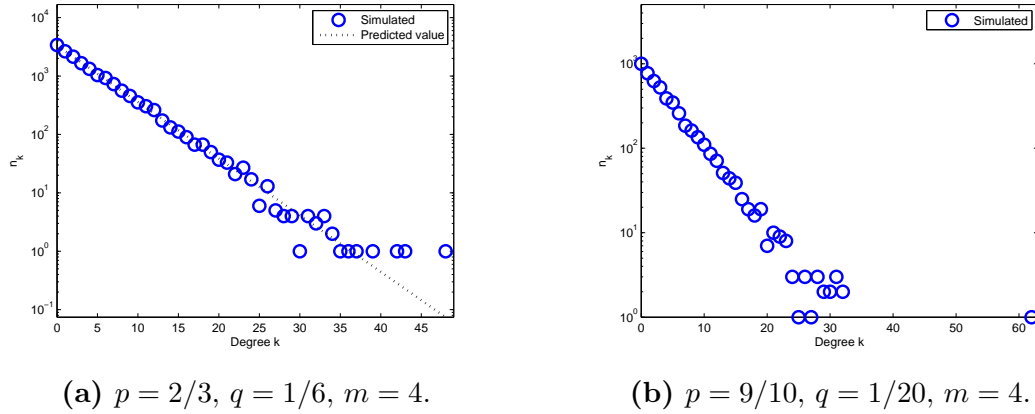 10^4
Simulated
Predicted value
10^3
10^2
n_k
10^1
10^0
10^-1
0 5 10 15 20 25 30 35 40 45
Degree k
(a) p = 2/3, q = 1/6, m = 4.
Simulated
10^3
10^2
n_k
10^1
10^0
0 10 20 30 40 50 60
Degree k
(b) p = 9/10, q = 1/20, m = 4.